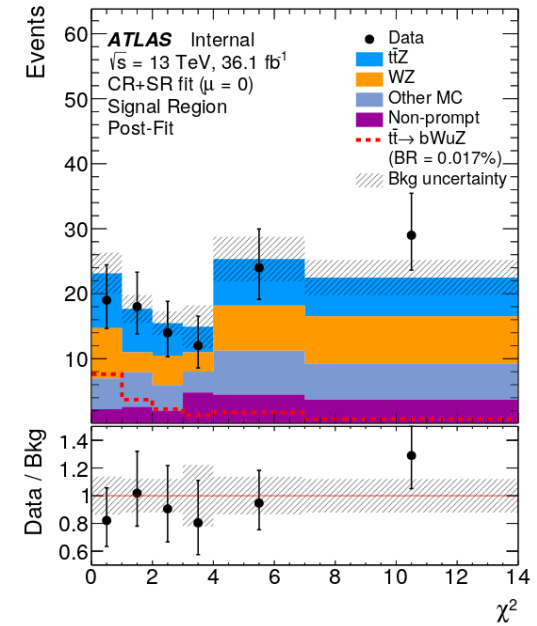 Events
60
50
40
30
20
10
ATLAS Internal
√s = 13 TeV, 36.1 fb⁻¹
CR+SR fit (μ = 0)
Signal Region
Post-Fit
Data
tt̄Z
WZ
Other MC
Non-prompt
tt̄→ bWuZ
(BR = 0.017%)
Bkg uncertainty
Data / Bkg
1.4
1.2
1
0.8
0.6
0 2 4 6 8 10 12 14
χ²